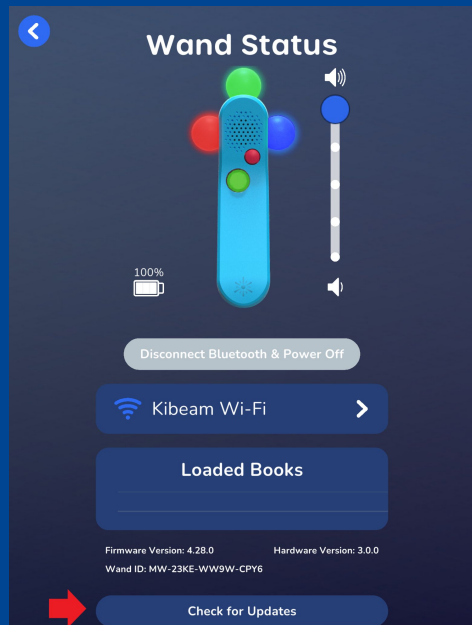 Wand Status
100%
Disconnect Bluetooth & Power Off
Kibeam Wi-Fi
Loaded Books
Firmware Version: 4.28.0 Hardware Version: 3.0.0
Wand ID: MW-23KE-WW9W-CPY6
Check for Updates